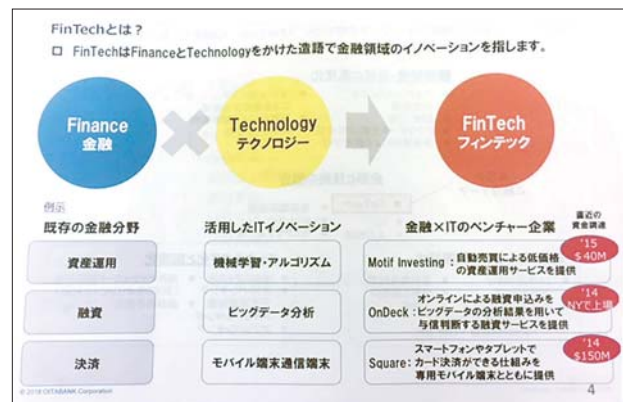 FinTechとは？
□ FinTechはFinanceとTechnologyをかけた造語で金融領域のイノベーションを指します。
Finance
金融
Technology
テクノロジー
FinTech
フィンテック
例示
既存の金融分野
活用したITイノベーション
金融×ITのベンチャー企業
直近の
資金調達
資産運用
機械学習・アルゴリズム
Motif Investing：自動売買による低価格
の資産運用サービスを提供
'15
$40M
融資
ビッグデータ分析
オンラインによる融資申込みを
OnDeck：ビッグデータの分析結果を用いて
与信判断する融資サービスを提供
'14
NYで上場
決済
モバイル端末通信端末
スマートフォンやタブレットで
Square：カード決済ができる仕組みを
専用モバイル端末とともに提供
'14
$150M
Corporation
4